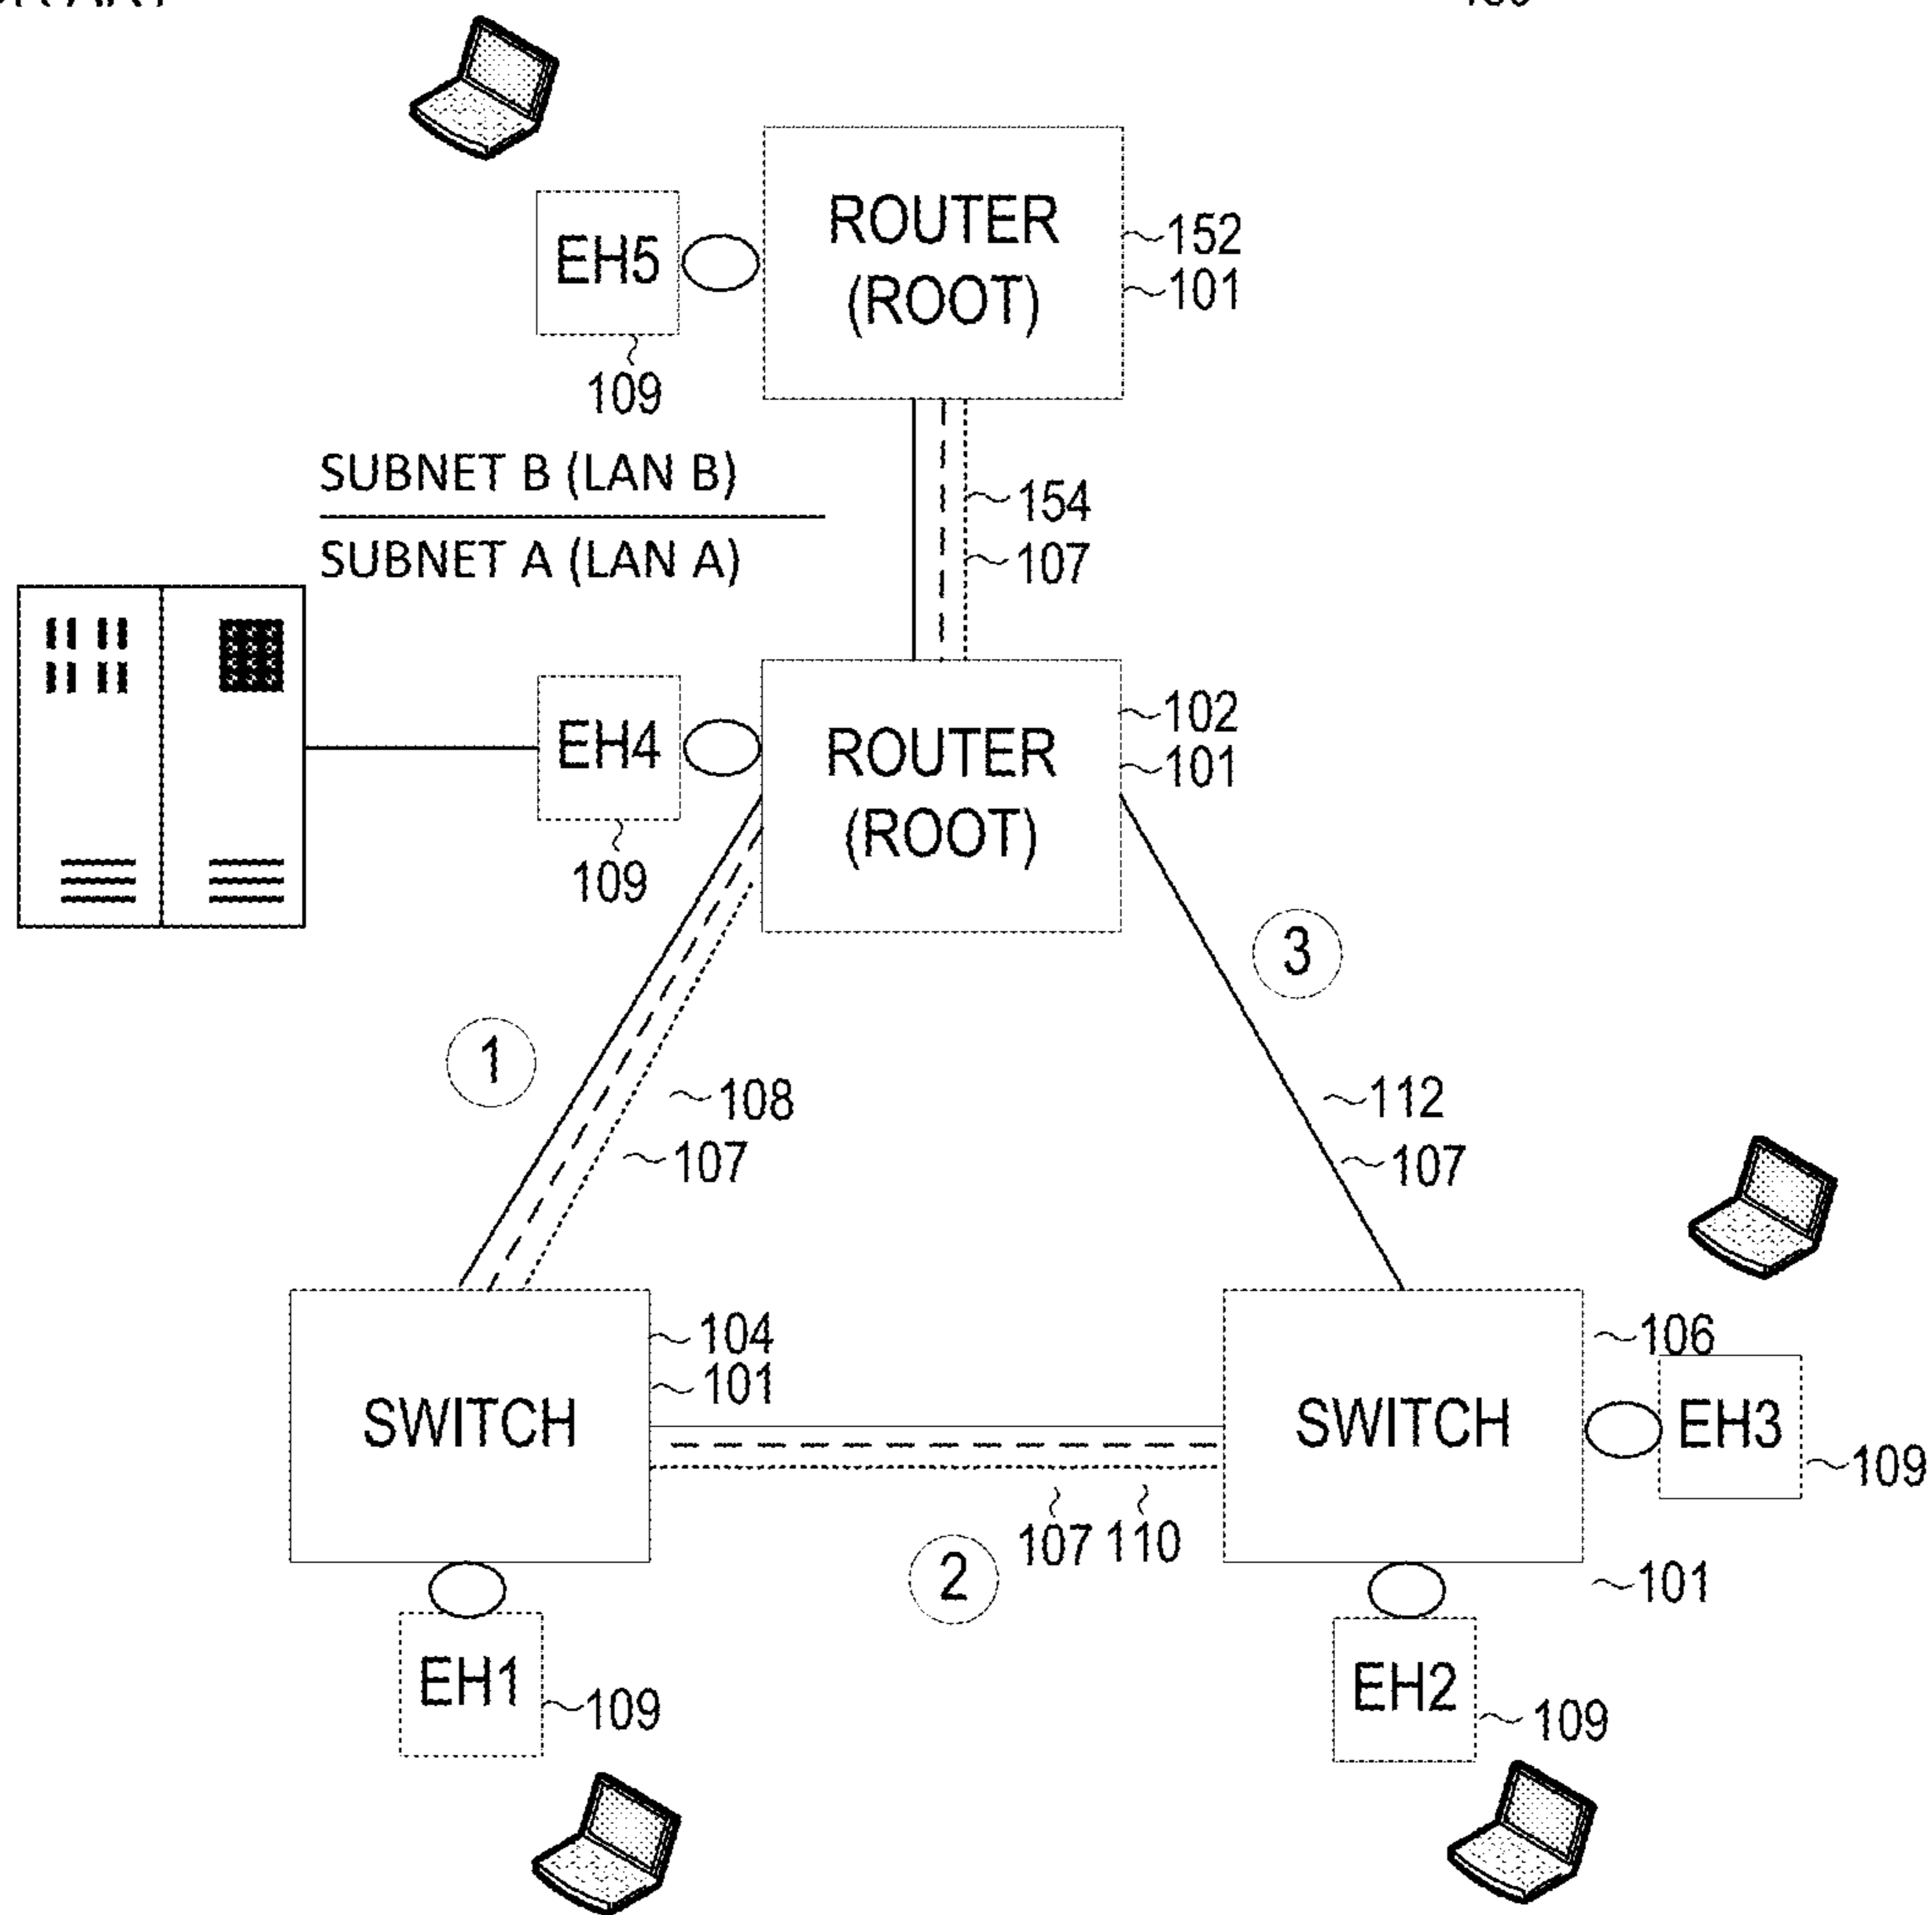 ROUTER
(ROOT)
152
101
EH5
109
SUBNET B (LAN B)
SUBNET A (LAN A)
154
107
EH4
109
ROUTER
(ROOT)
102
101
3
1
108
107
112
107
SWITCH
104
101
SWITCH
106
EH3
109
107 110
2
101
EH1
109
EH2
109